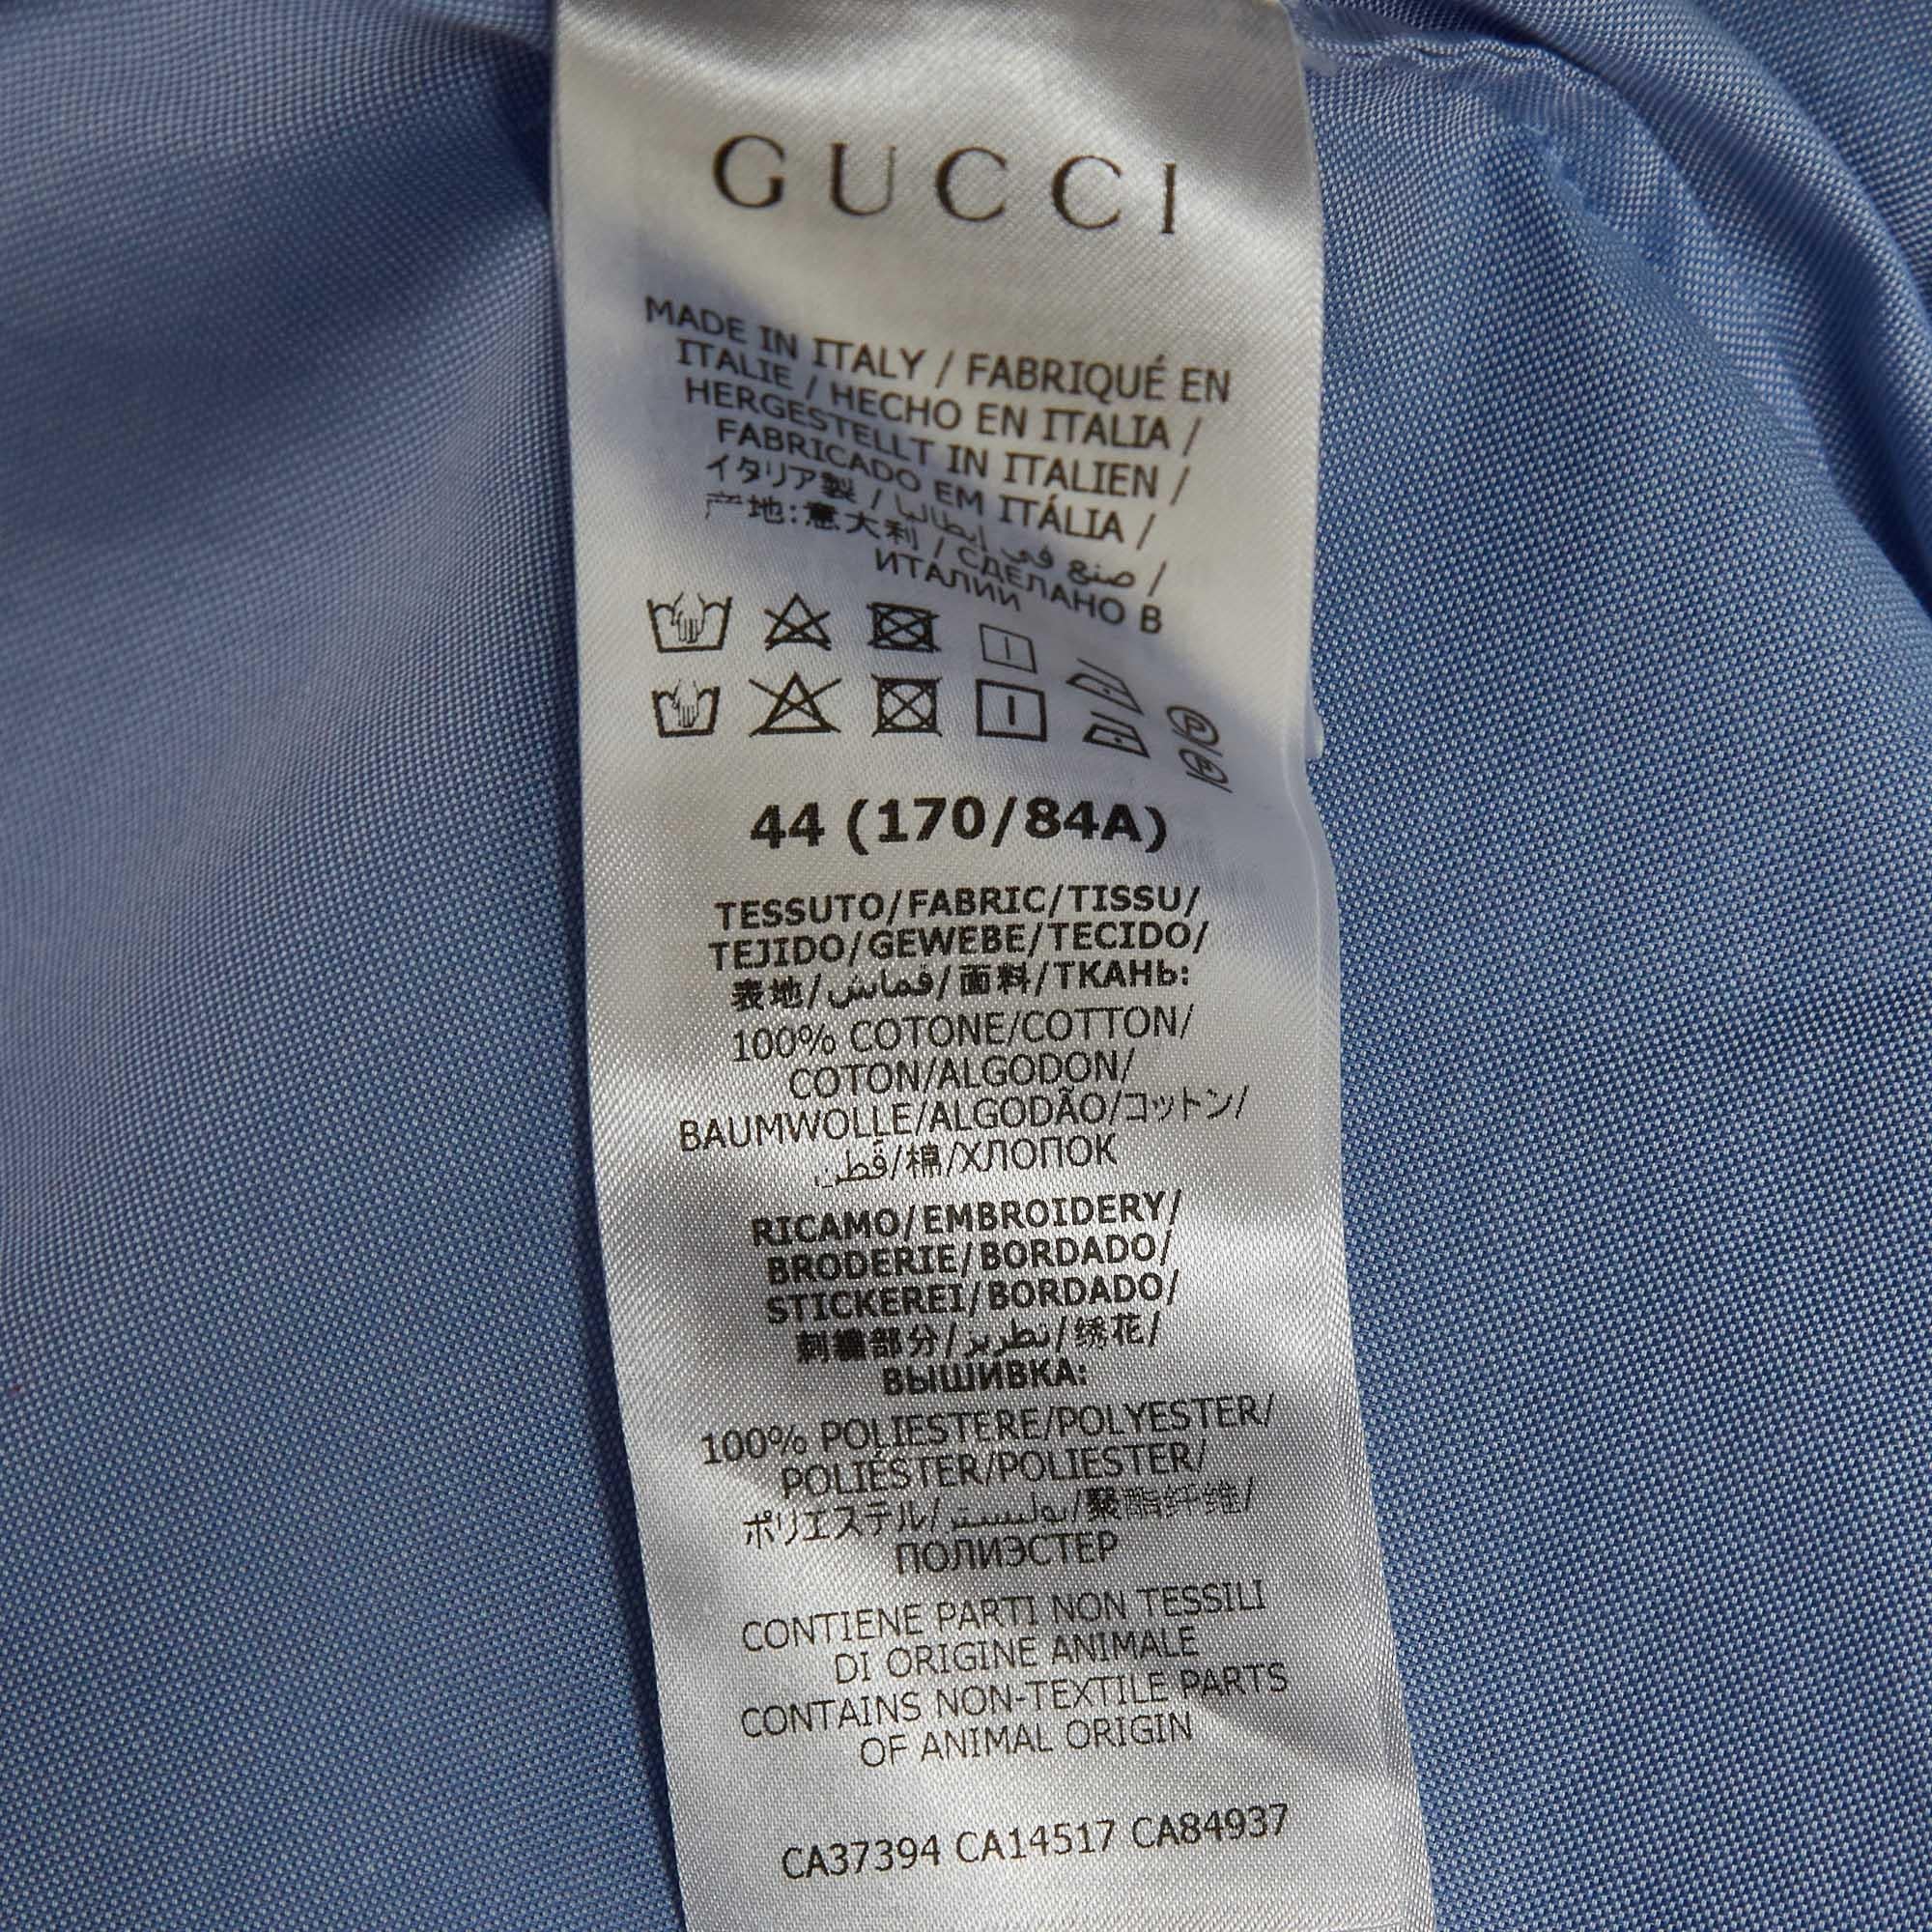 GUCCI
MADE IN ITALY / FABRIQUÉ EN
ITALIE / HECHO EN ITALIA /
HERGESTELLT IN ITALIEN /
FABRICADO EM ITÁLIA /
イタリア製 / صنع في إيطاليا /
产地:意大利 / СДЕЛАНО В
ИТАЛИИ
44 (170/84A)
TESSUTO/FABRIC/TISSU/
TEJIDO/GEWEBE/TECIDO/
表地/قماش/面料/ТКАНЬ:
100% COTONE/COTTON/
COTON/ALGODON/
BAUMWOLLE/ALGODÃO/コットン/
قطن/棉/ХЛОПОК
RICAMO/EMBROIDERY/
BRODERIE/BORDADO/
STICKEREI/BORDADO/
刺繍部分/تطريز/绣花/
ВЫШИВКА:
100% POLIESTERE/POLYESTER/
POLIÉSTER/POLIESTER/
ポリエステル/بوليستر/聚酯纤维/
ПОЛИЭСТЕР
CONTIENE PARTI NON TESSILI
DI ORIGINE ANIMALE
CONTAINS NON-TEXTILE PARTS
OF ANIMAL ORIGIN
CA37394 CA14517 CA84937